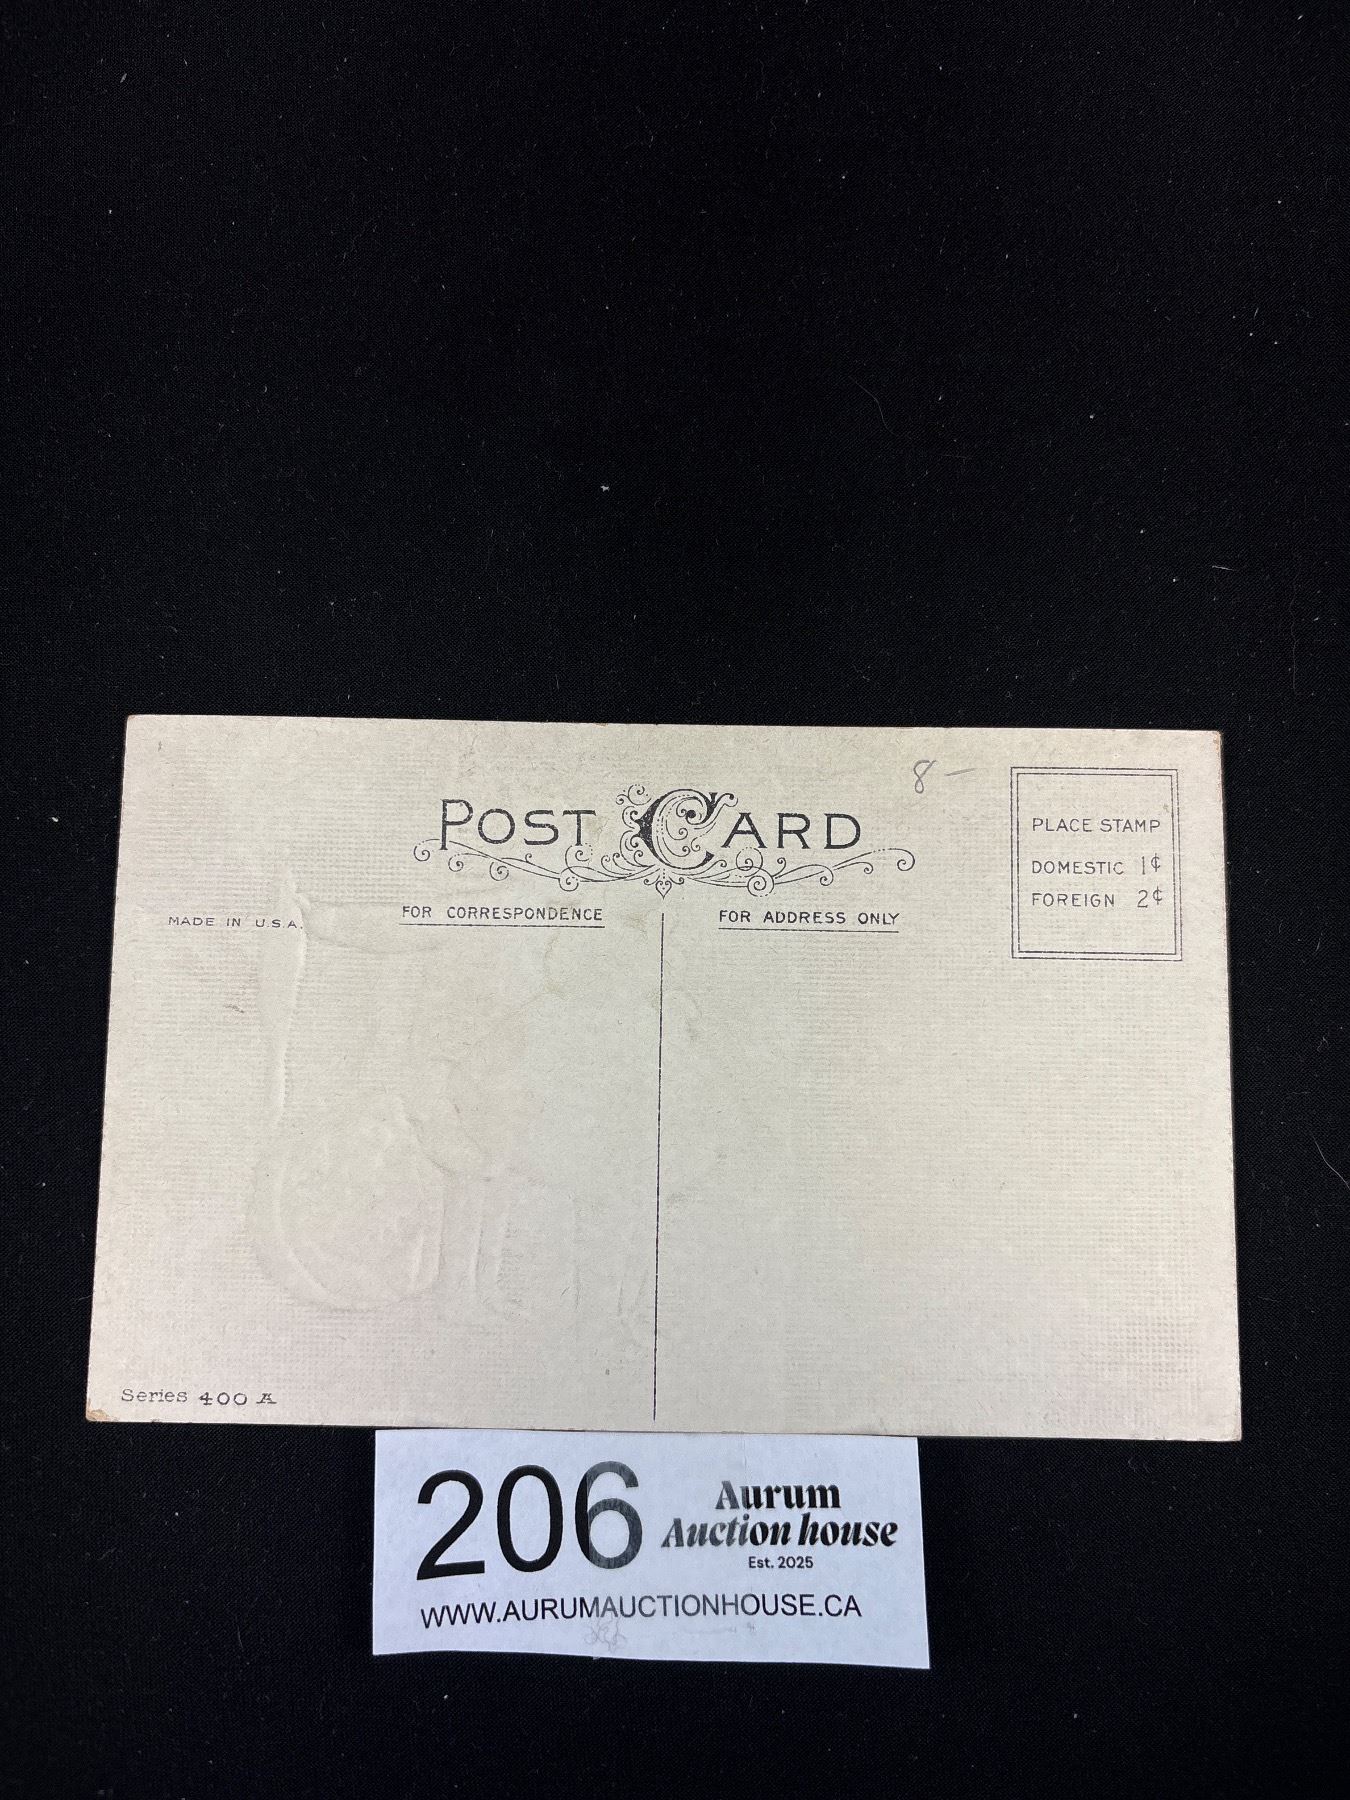 8 –
POST CARD
PLACE STAMP
DOMESTIC 1¢
FOREIGN 2¢
MADE IN U.S.A.
FOR CORRESPONDENCE
FOR ADDRESS ONLY
Series 400 A
206
Aurum
Auction house
Est. 2025
WWW.AURUMAUCTIONHOUSE.CA